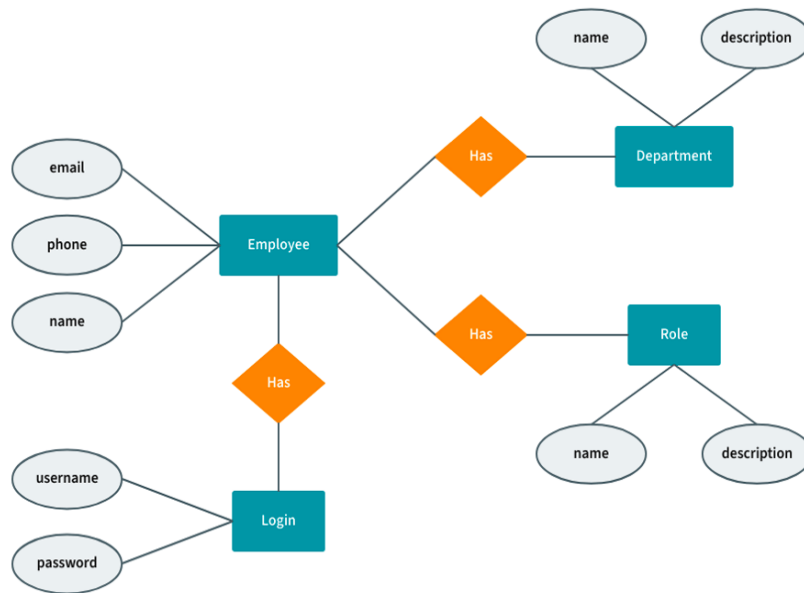 name
description
Has
Department
email
phone
Employee
name
Has
Role
Has
name
description
username
Login
password